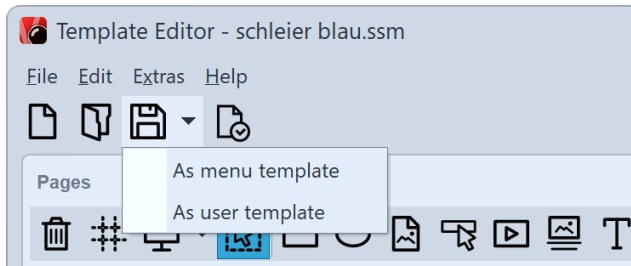 Template Editor - schleier blau.ssm
File Edit Extras Help
As menu template
Pages
As user template
T